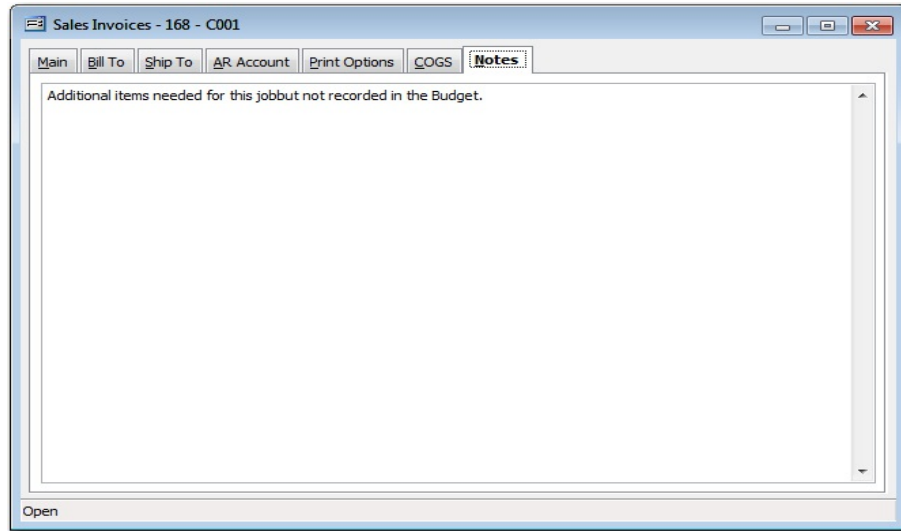 Sales Invoices - 168 - C001
Main Bill To Ship To AR Account Print Options COGS Notes
Additional items needed for this jobbut not recorded in the Budget.
Open